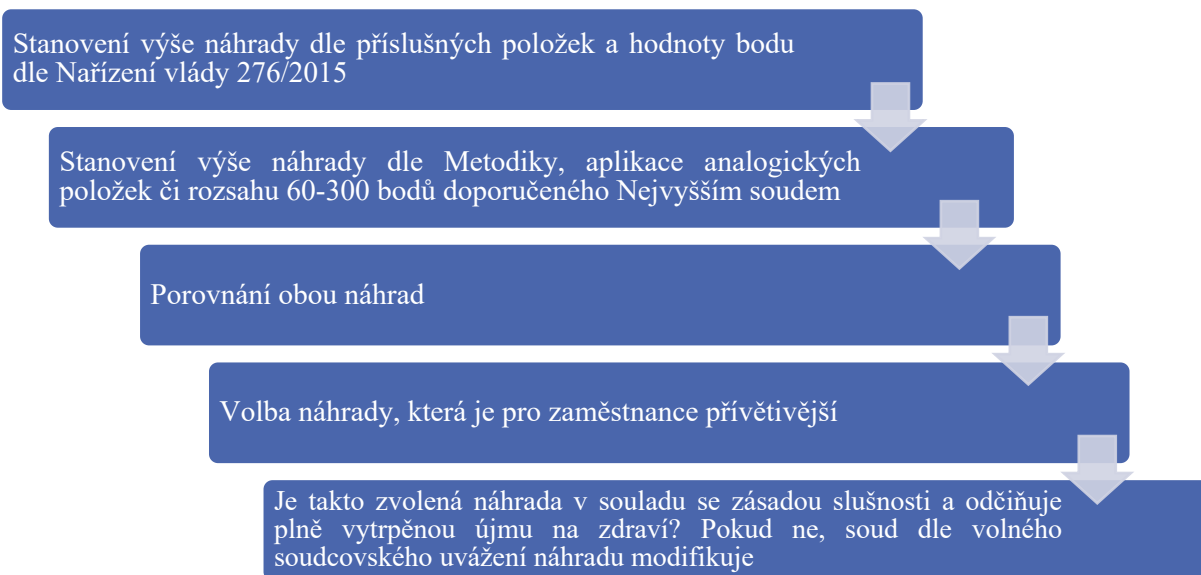 Stanovení výše náhrady dle příslušných položek a hodnoty bodu
dle Nařízení vlády 276/2015
Stanovení výše náhrady dle Metodiky, aplikace analogických
položek či rozsahu 60-300 bodů doporučeného Nejvyšším soudem
Porovnání obou náhrad
Volba náhrady, která je pro zaměstnance přívětivější
Je takto zvolená náhrada v souladu se zásadou slušnosti a odčiňuje
plně vytrpěnou újmu na zdraví? Pokud ne, soud dle volného
soudcovského uvážení náhradu modifikuje